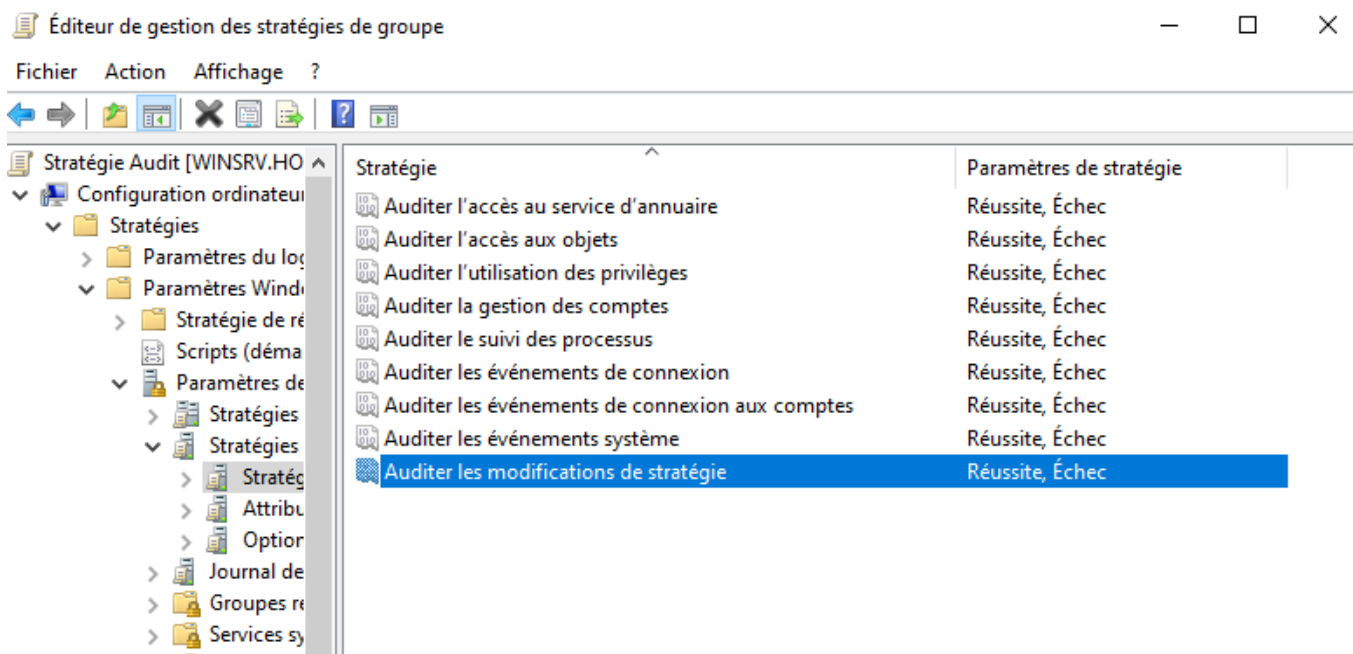 Éditeur de gestion des stratégies de groupe
Fichier Action Affichage ?
Stratégie Audit [WINSRV.HO
Configuration ordinateur
Stratégies
Paramètres du log
Paramètres Windo
Stratégie de ré
Scripts (déma
Paramètres de
Stratégies
Stratégies
Stratég
Attribu
Option
Journal de
Groupes re
Services sy
Stratégie Paramètres de stratégie
Auditer l’accès au service d’annuaire Réussite, Échec
Auditer l’accès aux objets Réussite, Échec
Auditer l’utilisation des privilèges Réussite, Échec
Auditer la gestion des comptes Réussite, Échec
Auditer le suivi des processus Réussite, Échec
Auditer les événements de connexion Réussite, Échec
Auditer les événements de connexion aux comptes Réussite, Échec
Auditer les événements système Réussite, Échec
Auditer les modifications de stratégie Réussite, Échec